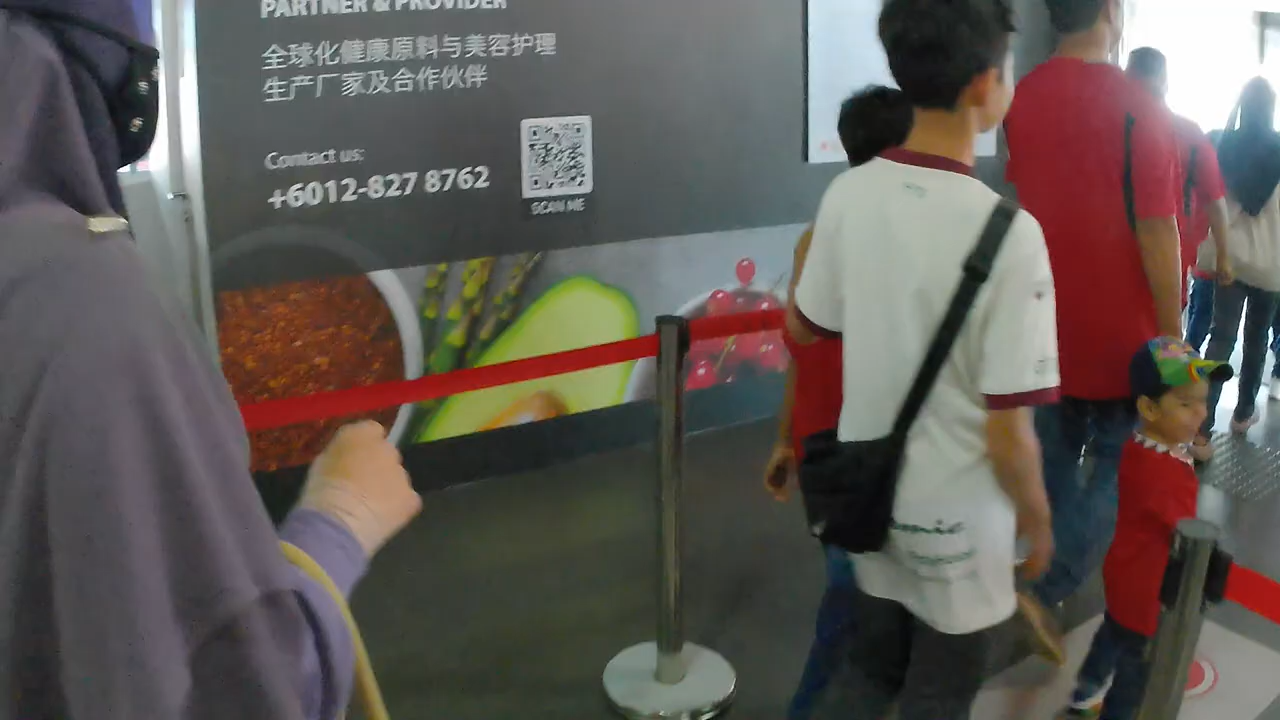 PARTNER & PROVIDER
全球化健康原料与美容护理
生产厂家及合作伙伴
Contact us:
+6012-827 8762
SCAN ME